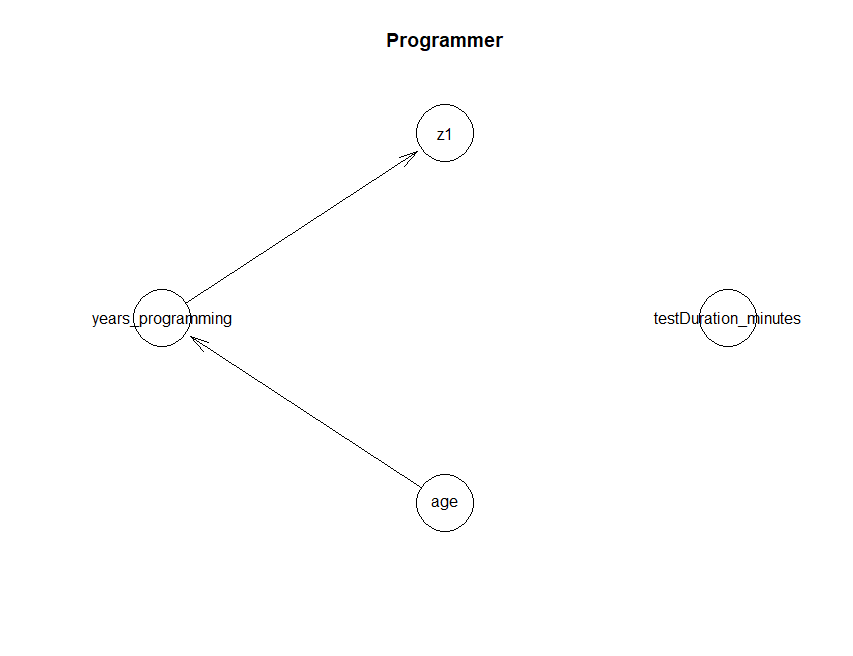 Programmer
z1
years_programming
testDuration_minutes
age